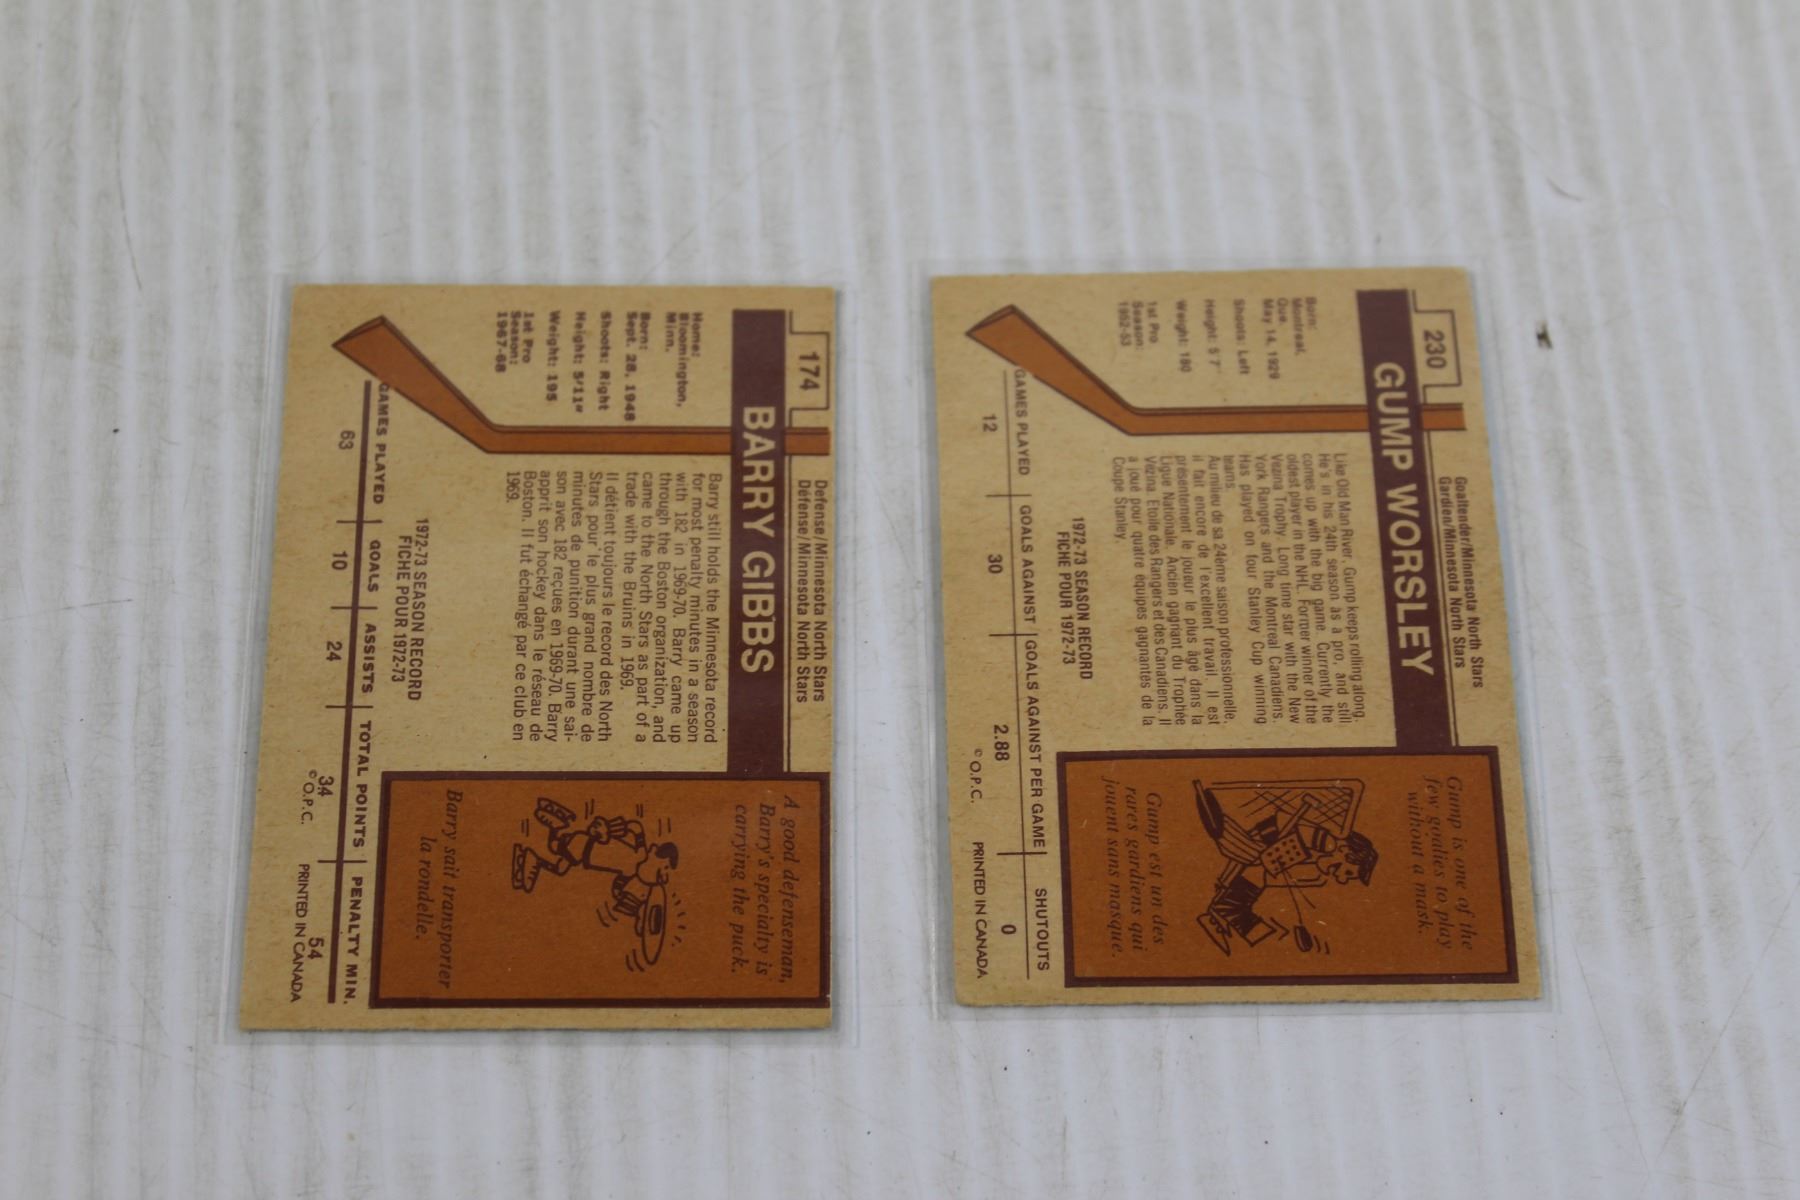 174
Defense/Minnesota North Stars
Défense/Minnesota North Stars
BARRY GIBBS
Home:
Bloomington,
Minn.
Born:
Sept. 28, 1948
Shoots: Right
Height: 5'11"
Weight: 195
1st Pro
Season:
1967-68
Barry still holds the Minnesota record
for most penalty minutes in a season
with 182 in 1969-70. Barry came up
through the Boston organization, and
came to the North Stars as part of a
trade with the Bruins in 1969.
Il détient toujours le record des North
Stars pour le plus grand nombre de
minutes de punition durant une sai-
son avec 182 reçues en 1969-70. Barry
apprit son hockey dans le réseau de
Boston. Il fut échangé par ce club en
1969.
A good defenseman,
Barry's specialty is
carrying the puck.
Barry sait transporter
la rondelle.
1972-73 SEASON RECORD
FICHE POUR 1972-73
GAMES PLAYED GOALS ASSISTS TOTAL POINTS PENALTY MIN.
63 10 24 34 54
© O.P.C. PRINTED IN CANADA
230
Goaltender/Minnesota North Stars
Gardien/Minnesota North Stars
GUMP WORSLEY
Born:
Montreal,
Que.
May 14, 1929
Shoots: Left
Height: 5'7"
Weight: 180
1st Pro
Season:
1952-53
Like Old Man River, Gump keeps rolling along.
He's in his 24th season as a pro, and still
comes up with the big game. Currently the
oldest player in the NHL. Former winner of the
Vezina Trophy. Long time star with the New
York Rangers and the Montreal Canadiens.
Has played on four Stanley Cup winning
teams.
Au milieu de sa 24ème saison professionnelle,
il fait encore de l'excellent travail. Il est
présentement le joueur le plus âgé dans la
Ligue Nationale. Ancien gagnant du Trophée
Vezina. Etoile des Rangers et des Canadiens. Il
a joué pour quatre équipes gagnantes de la
Coupe Stanley.
Gump is one of the
few goalies to play
without a mask.
Gump est un des
rares gardiens qui
jouent sans masque.
1972-73 SEASON RECORD
FICHE POUR 1972-73
GAMES PLAYED GOALS AGAINST GOALS AGAINST PER GAME SHUTOUTS
12 30 2.88 0
© O.P.C. PRINTED IN CANADA